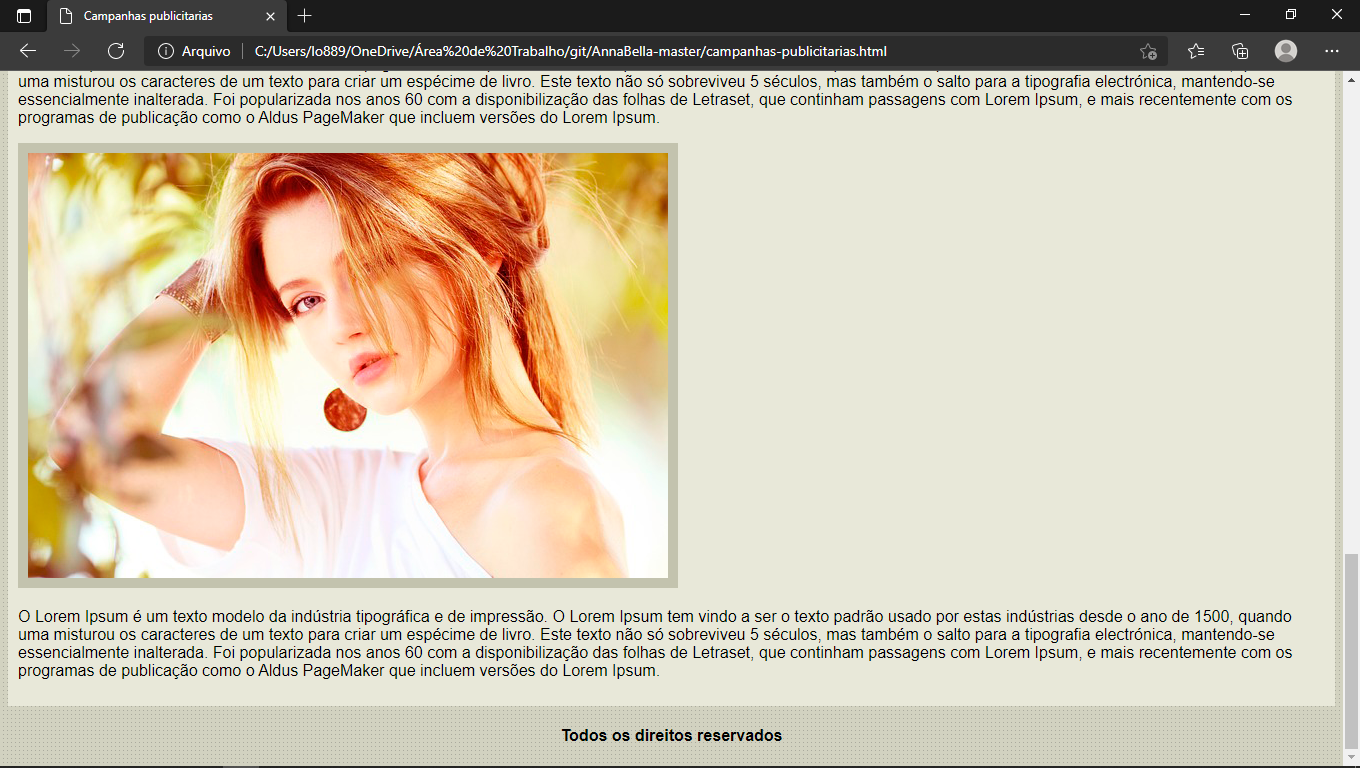 Campanhas publicitarias
Arquivo C:/Users/lo889/OneDrive/Área%20de%20Trabalho/git/AnnaBella-master/campanhas-publicitarias.html
uma misturou os caracteres de um texto para criar um espécime de livro. Este texto não só sobreviveu 5 séculos, mas também o salto para a tipografia electrónica, mantendo-se
essencialmente inalterada. Foi popularizada nos anos 60 com a disponibilização das folhas de Letraset, que continham passagens com Lorem Ipsum, e mais recentemente com os
programas de publicação como o Aldus PageMaker que incluem versões do Lorem Ipsum.
O Lorem Ipsum é um texto modelo da indústria tipográfica e de impressão. O Lorem Ipsum tem vindo a ser o texto padrão usado por estas indústrias desde o ano de 1500, quando
uma misturou os caracteres de um texto para criar um espécime de livro. Este texto não só sobreviveu 5 séculos, mas também o salto para a tipografia electrónica, mantendo-se
essencialmente inalterada. Foi popularizada nos anos 60 com a disponibilização das folhas de Letraset, que continham passagens com Lorem Ipsum, e mais recentemente com os
programas de publicação como o Aldus PageMaker que incluem versões do Lorem Ipsum.
Todos os direitos reservados